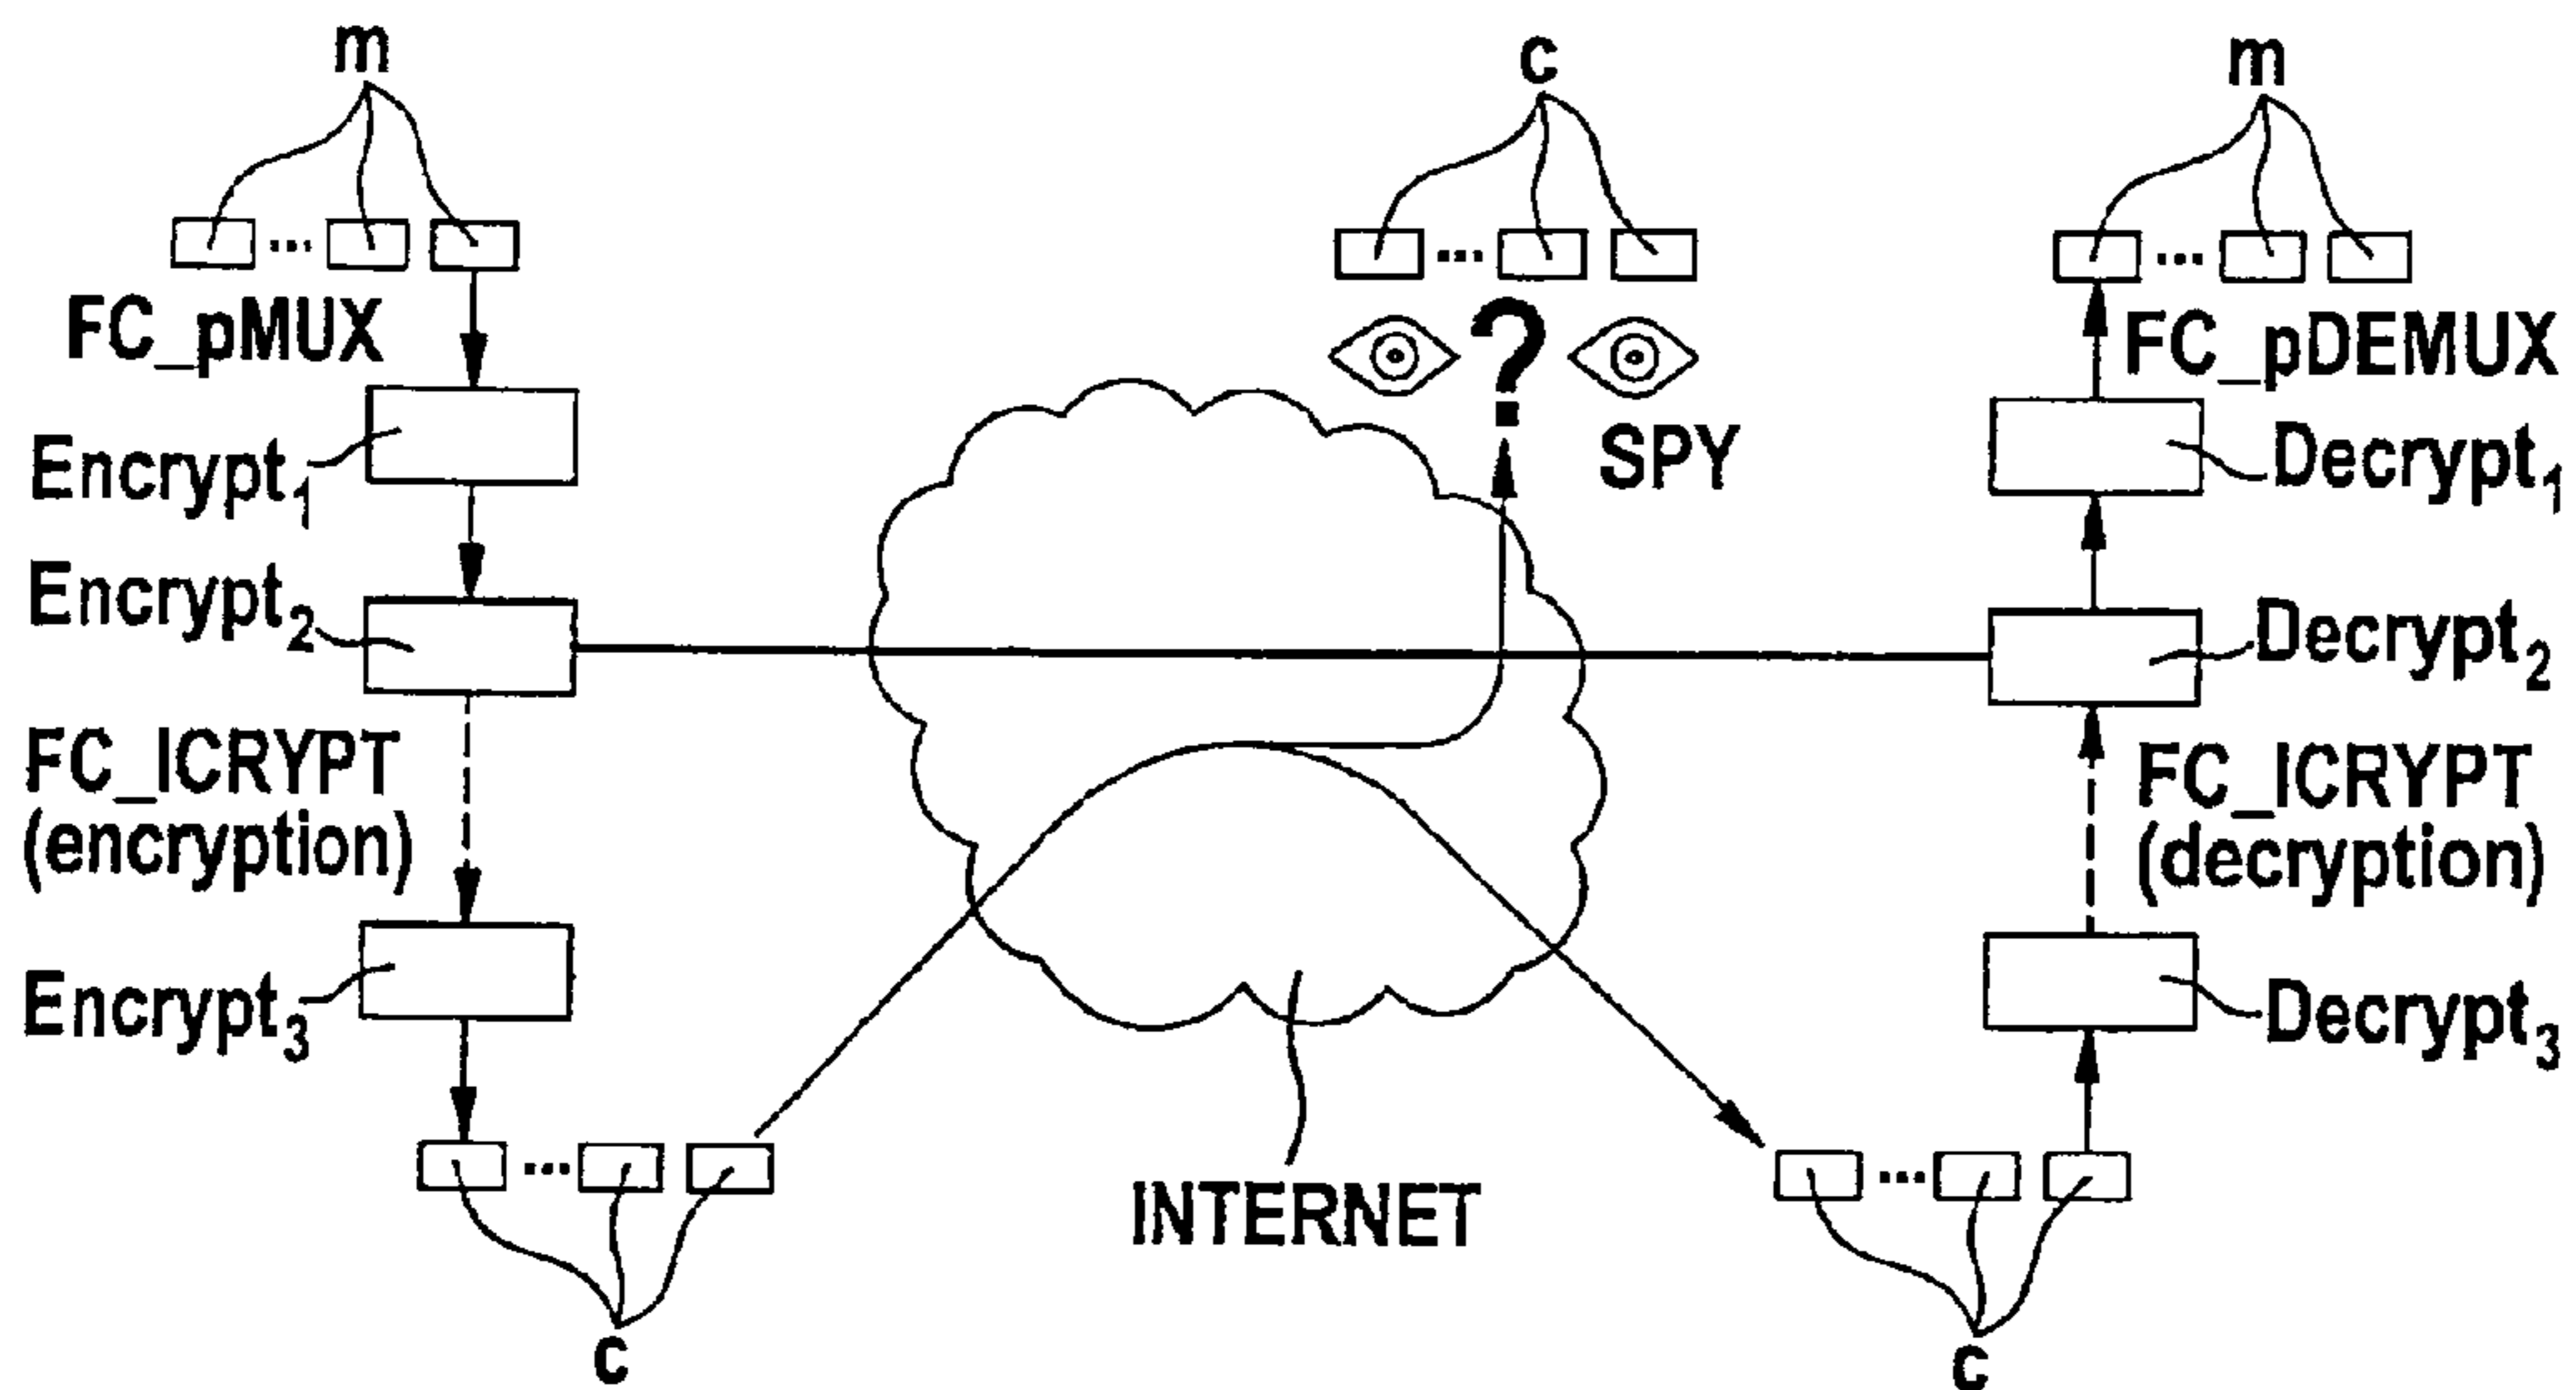 m
...
FC_pMUX
Encrypt1
Encrypt2
FC_ICRYPT
(encryption)
Encrypt3
...
c
c
...
?
SPY
INTERNET
m
...
FC_pDEMUX
Decrypt1
Decrypt2
FC_ICRYPT
(decryption)
Decrypt3
...
c